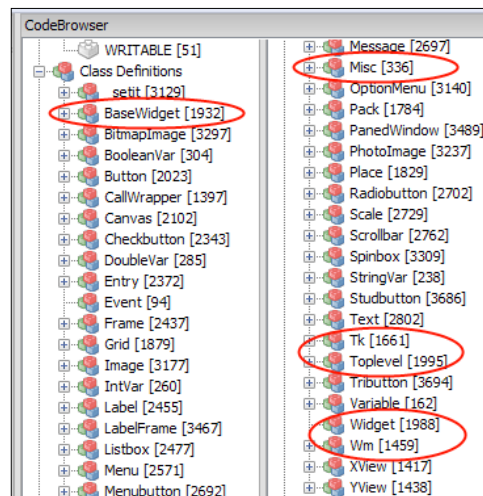 CodeBrowser
WRITABLE [51]
Class Definitions
_setit [3129]
BaseWidget [1932]
BitmapImage [3297]
BooleanVar [304]
Button [2023]
CallWrapper [1397]
Canvas [2102]
Checkbutton [2343]
DoubleVar [285]
Entry [2372]
Event [94]
Frame [2437]
Grid [1879]
Image [3177]
IntVar [260]
Label [2455]
LabelFrame [3467]
Listbox [2477]
Menu [2571]
Menubutton [2692]
Message [2697]
Misc [336]
OptionMenu [3140]
Pack [1784]
PanedWindow [3489]
PhotoImage [3237]
Place [1829]
Radiobutton [2702]
Scale [2729]
Scrollbar [2762]
Spinbox [3309]
StringVar [238]
Studbutton [3686]
Text [2802]
Tk [1661]
Toplevel [1995]
Tributton [3694]
Variable [162]
Widget [1988]
Wm [1459]
XView [1417]
YView [1438]